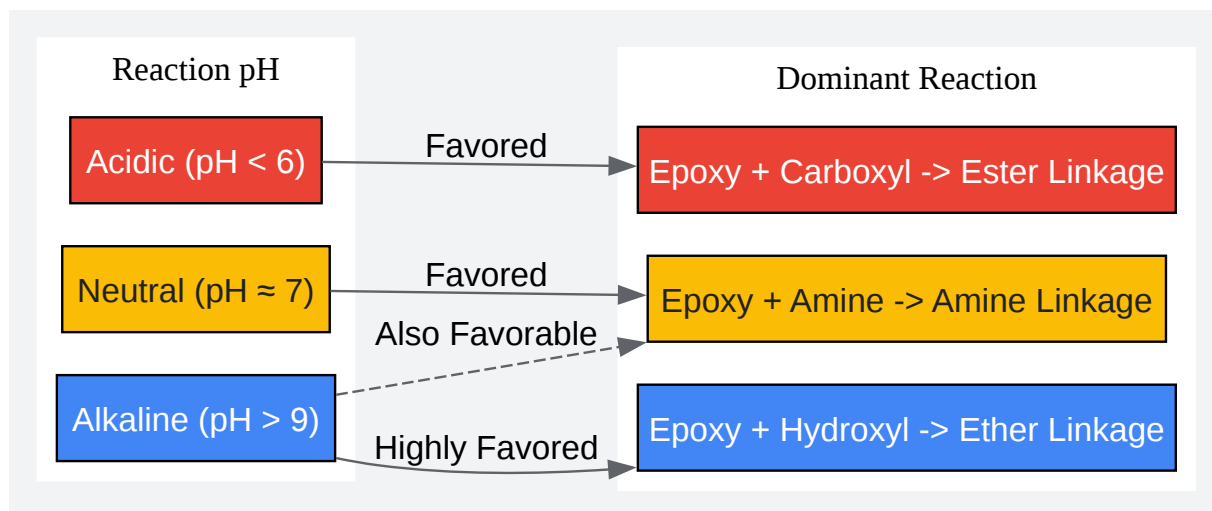 Reaction pH
Dominant Reaction
Acidic (pH < 6)
Favored
Epoxy + Carboxyl -> Ester Linkage
Neutral (pH ≈ 7)
Favored
Epoxy + Amine -> Amine Linkage
Also Favorable
Alkaline (pH > 9)
Highly Favored
Epoxy + Hydroxyl -> Ether Linkage